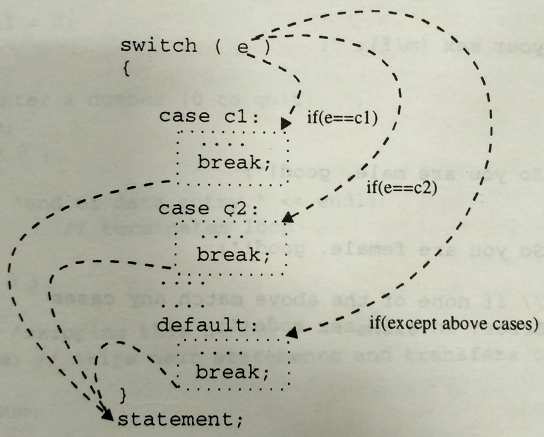 switch ( e )
{
case c1:
if(e==c1)
....
break;
if(e==c2)
case c2:
....
break;
....
default
if(except above cases)
....
break;
}
statement;